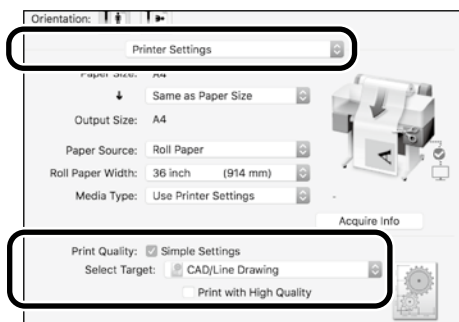 Orientation:
Printer Settings
Paper Size: A4
Same as Paper Size
Output Size: A4
Paper Source: Roll Paper
Roll Paper Width: 36 inch (914 mm)
Media Type: Use Printer Settings
-
Acquire Info
Print Quality: Simple Settings
Select Target: CAD/Line Drawing
Print with High Quality